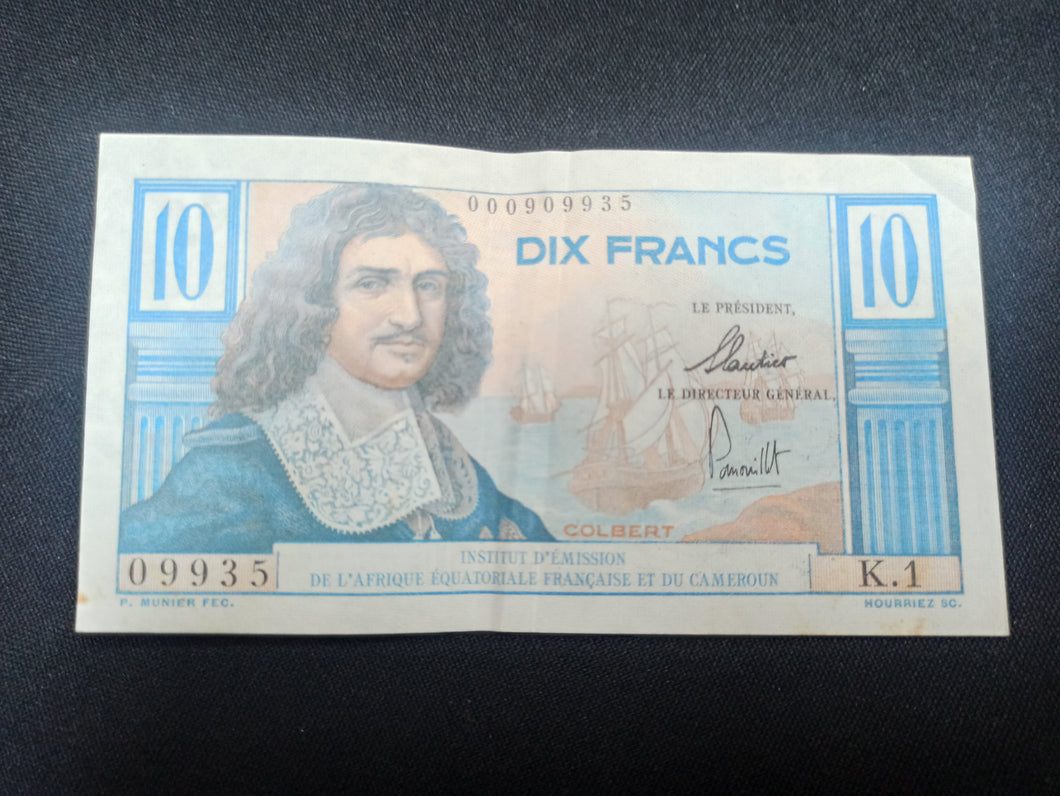 000909935
10
DIX FRANCS
10
LE PRÉSIDENT,
LE DIRECTEUR GÉNÉRAL,
COLBERT
09935
INSTITUT D'ÉMISSION
DE L'AFRIQUE ÉQUATORIALE FRANÇAISE ET DU CAMEROUN
K.1
P. MUNIER FEC.
HOURRIEZ SC.